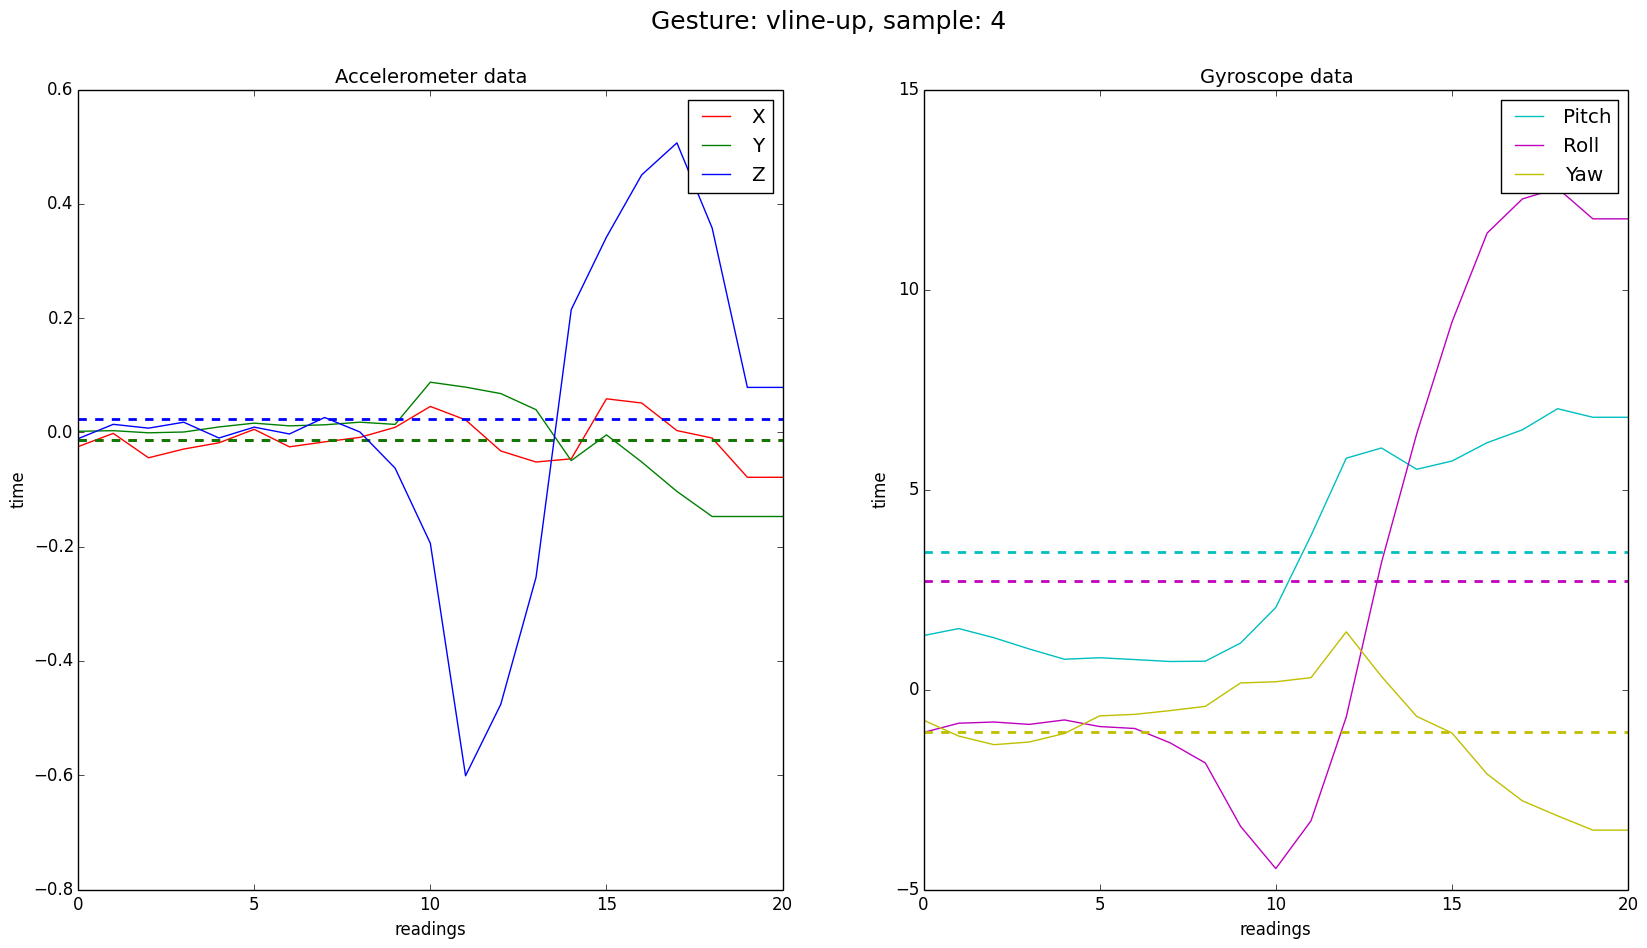 Gesture: vline-up, sample: 4
Accelerometer data
0.6
0.4
0.2
0.0
−0.2
−0.4
−0.6
−0.8
time
0
5
10
15
20
readings
X
Y
Z
Gyroscope data
15
10
5
0
−5
time
0
5
10
15
20
readings
Pitch
Roll
Yaw